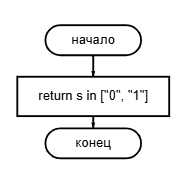 начало
return s in ["0", "1"]
конец